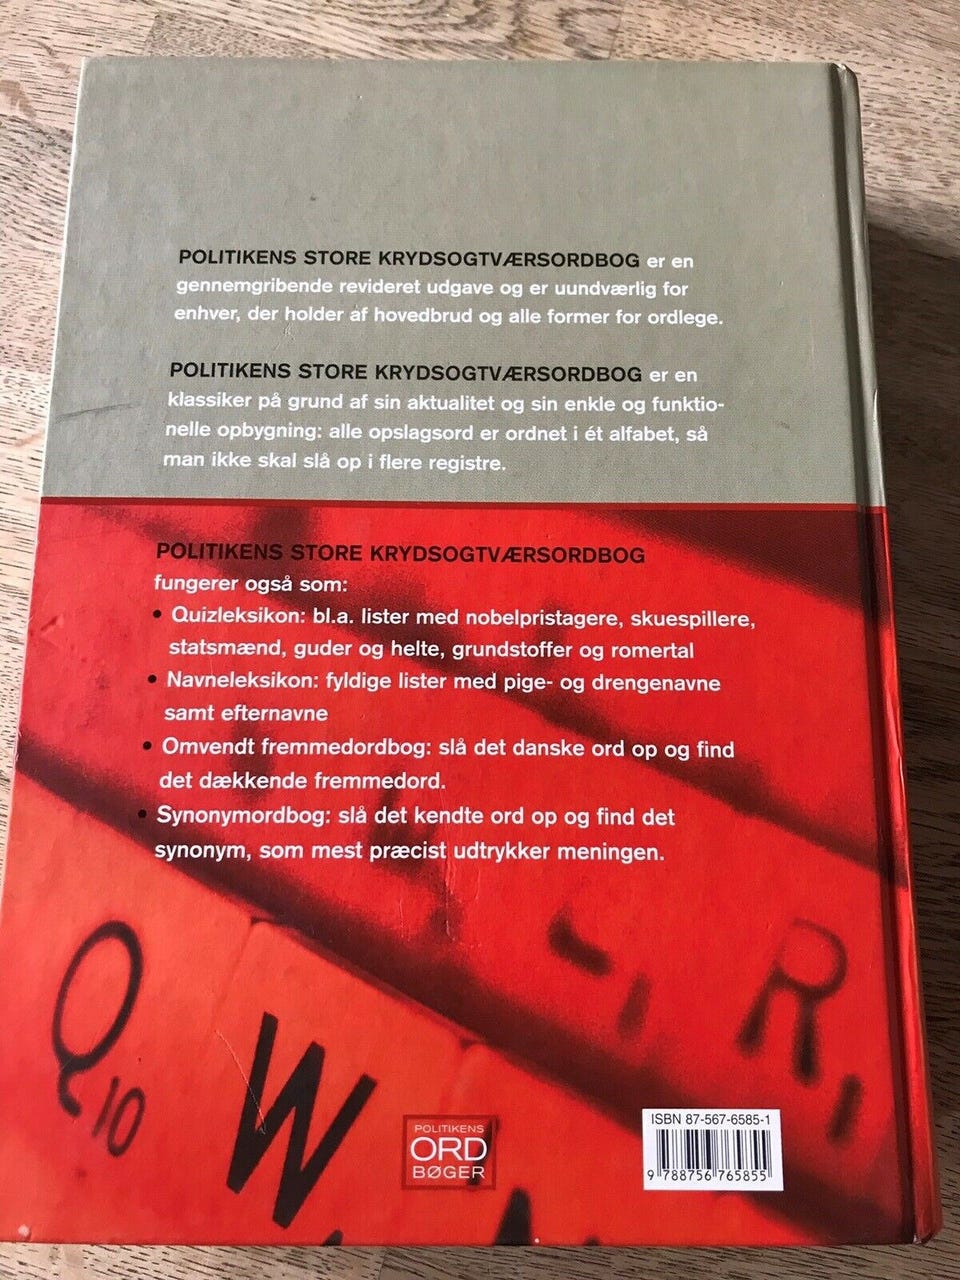 POLITIKENS STORE KRYDSOGTVÆRSORDBOG er en
gennemgribende revideret udgave og er uundværlig for
enhver, der holder af hovedbrud og alle former for ordlege.
POLITIKENS STORE KRYDSOGTVÆRSORDBOG er en
klassiker på grund af sin aktualitet og sin enkle og funktio-
nelle opbygning: alle opslagsord er ordnet i ét alfabet, så
man ikke skal slå op i flere registre.
POLITIKENS STORE KRYDSOGTVÆRSORDBOG
fungerer også som:
• Quizleksikon: bl.a. lister med nobelpristagere, skuespillere,
statsmænd, guder og helte, grundstoffer og romertal
• Navneleksikon: fyldige lister med pige- og drengenavne
samt efternavne
• Omvendt fremmedordbog: slå det danske ord op og find
det dækkende fremmedord.
• Synonymordbog: slå det kendte ord op og find det
synonym, som mest præcist udtrykker meningen.
R1
Q10
W
POLITIKENS
ORD
BØGER
ISBN 87-567-6585-1
9 788756 765855